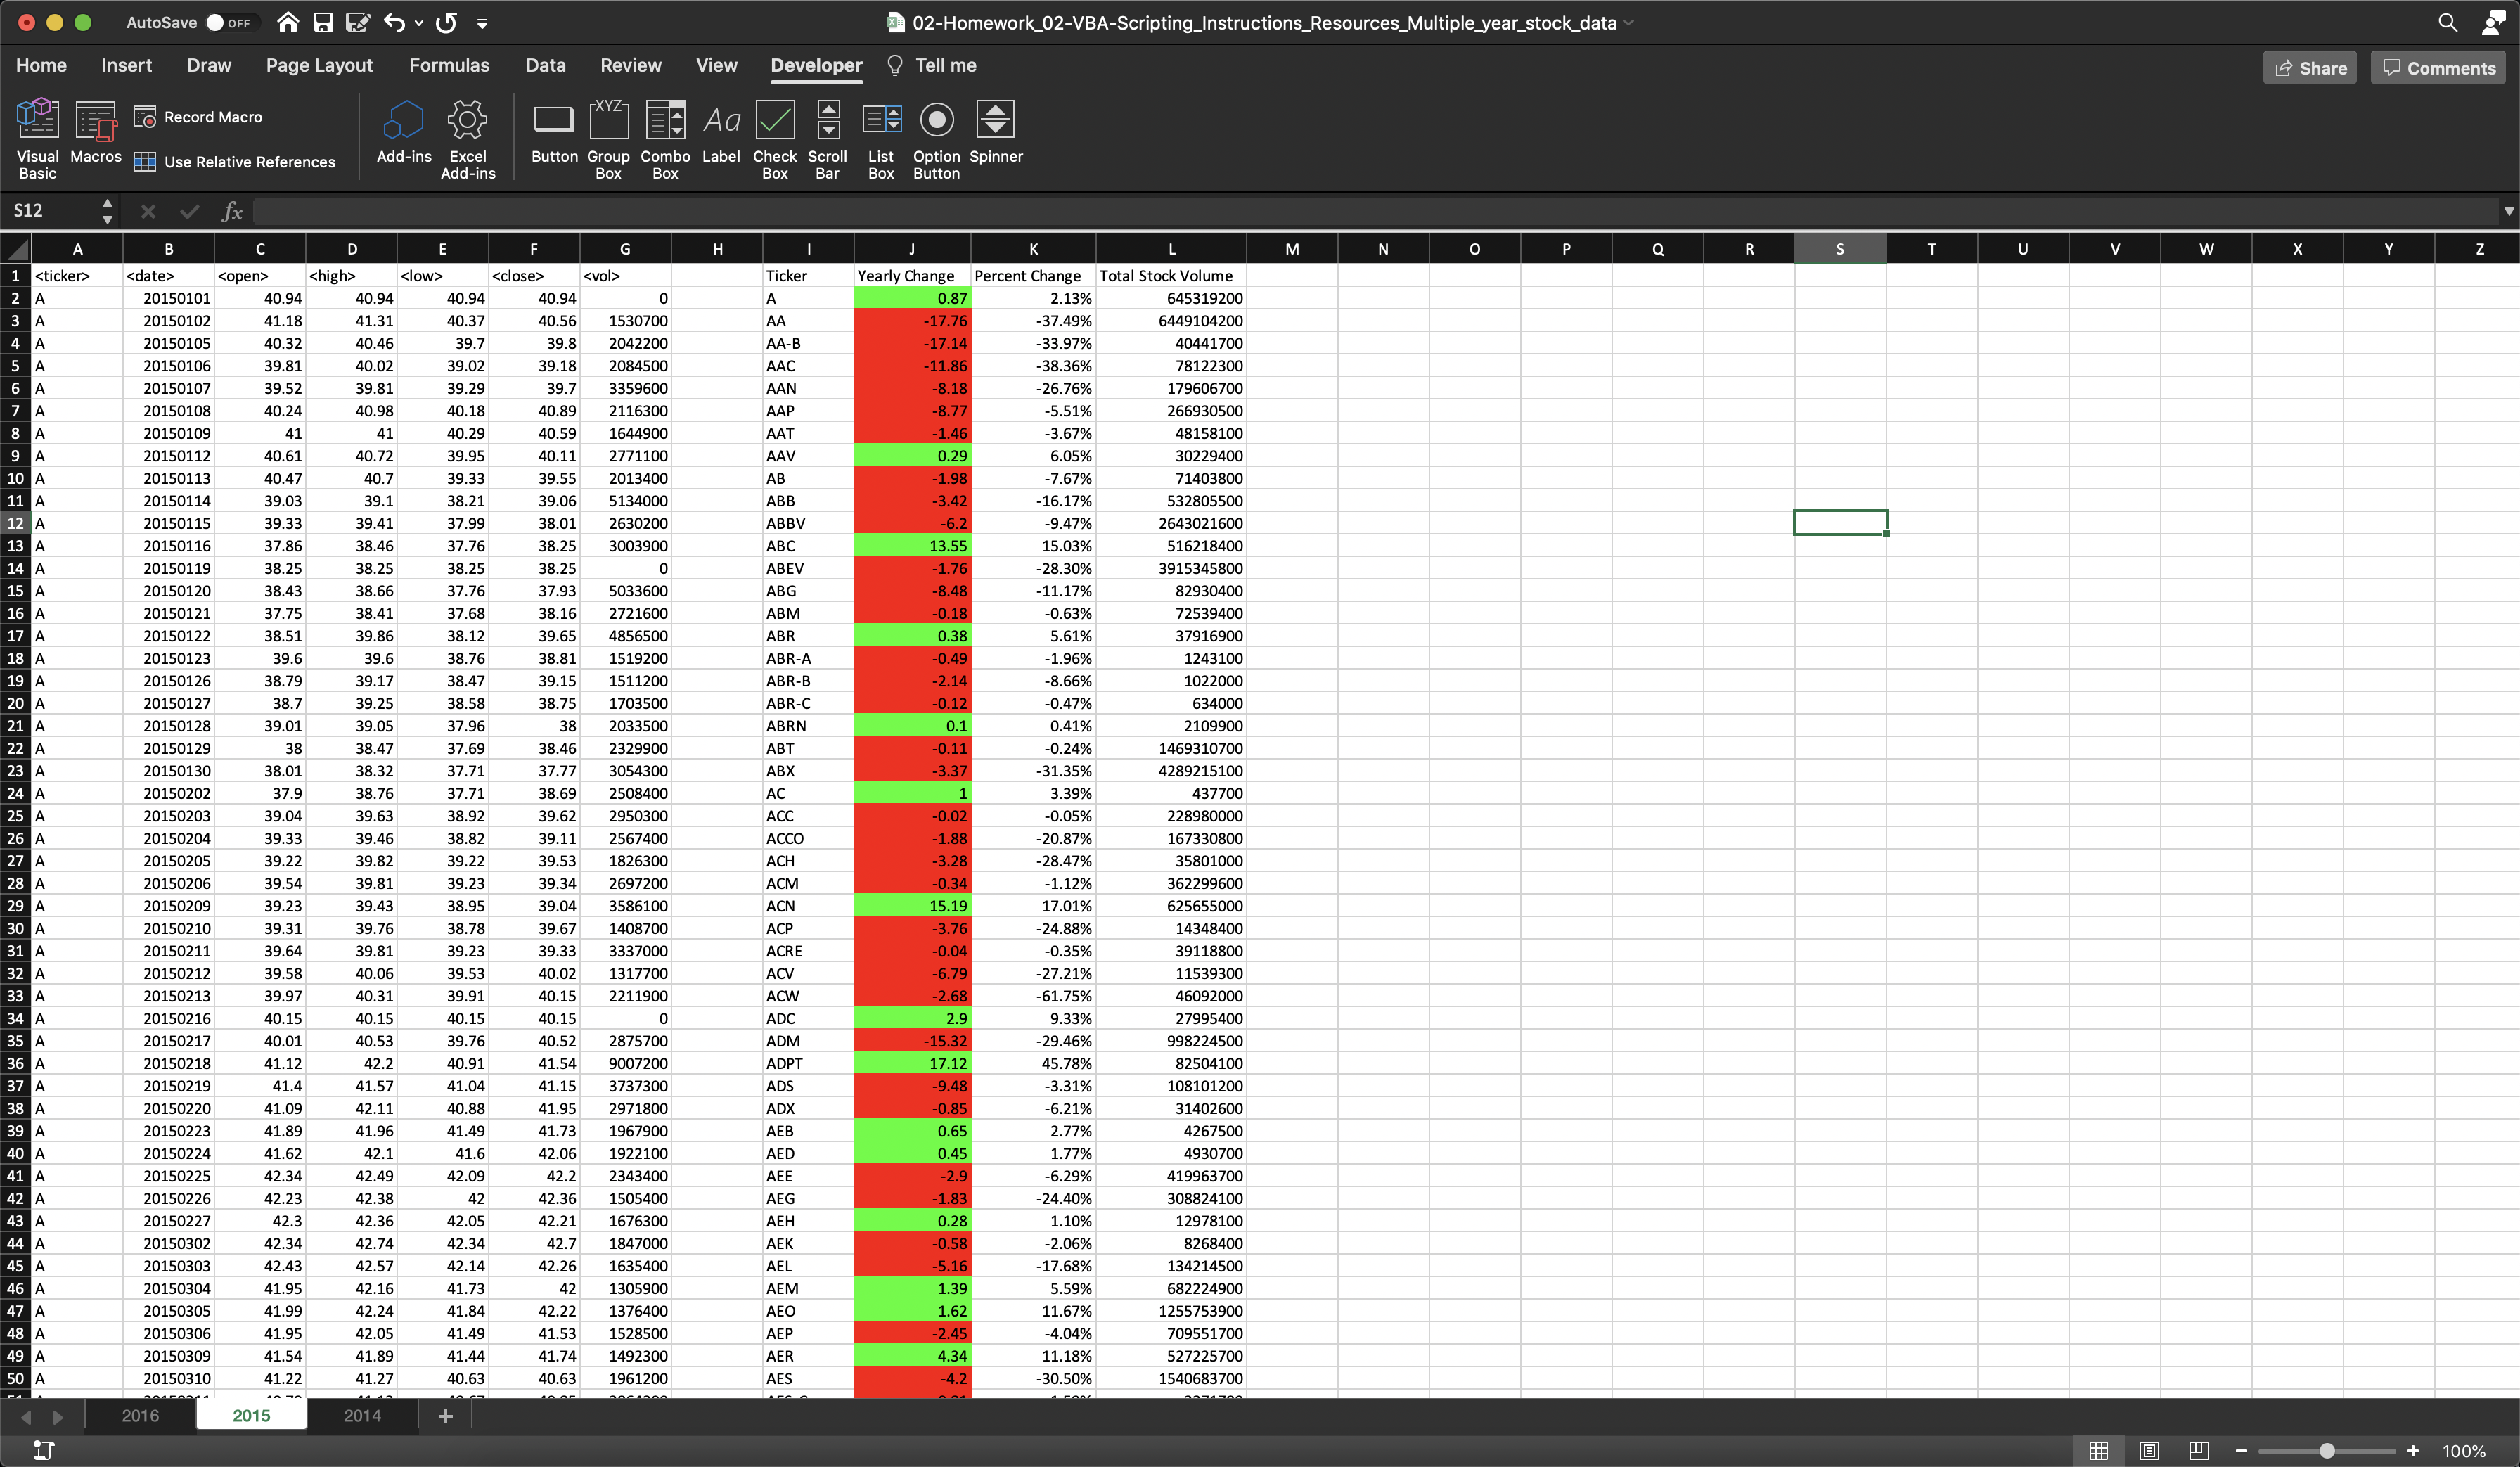 AutoSave OFF 02-Homework_02-VBA-Scripting_Instructions_Resources_Multiple_year_stock_data
Home Insert Draw Page Layout Formulas Data Review View Developer Tell me Share Comments
Visual Basic Macros Record Macro Use Relative References Add-ins Excel Add-ins Button XYZ Group Box Combo Box Aa Label Check Box Scroll Bar List Box Option Button Spinner
S12 fx
A B C D E F G H I J K L M N O P Q R S T U V W X Y Z
1 <ticker> <date> <open> <high> <low> <close> <vol> Ticker Yearly Change Percent Change Total Stock Volume
2 A 20150101 40.94 40.94 40.94 40.94 0 A 0.87 2.13% 645319200
3 A 20150102 41.18 41.31 40.37 40.56 1530700 AA -17.76 -37.49% 6449104200
4 A 20150105 40.32 40.46 39.7 39.8 2042200 AA-B -17.14 -33.97% 40441700
5 A 20150106 39.81 40.02 39.02 39.18 2084500 AAC -11.86 -38.36% 78122300
6 A 20150107 39.52 39.81 39.29 39.7 3359600 AAN -8.18 -26.76% 179606700
7 A 20150108 40.24 40.98 40.18 40.89 2116300 AAP -8.77 -5.51% 266930500
8 A 20150109 41 41 40.29 40.59 1644900 AAT -1.46 -3.67% 48158100
9 A 20150112 40.61 40.72 39.95 40.11 2771100 AAV 0.29 6.05% 30229400
10 A 20150113 40.47 40.7 39.33 39.55 2013400 AB -1.98 -7.67% 71403800
11 A 20150114 39.03 39.1 38.21 39.06 5134000 ABB -3.42 -16.17% 532805500
12 A 20150115 39.33 39.41 37.99 38.01 2630200 ABBV -6.2 -9.47% 2643021600
13 A 20150116 37.86 38.46 37.76 38.25 3003900 ABC 13.55 15.03% 516218400
14 A 20150119 38.25 38.25 38.25 38.25 0 ABEV -1.76 -28.30% 3915345800
15 A 20150120 38.43 38.66 37.76 37.93 5033600 ABG -8.48 -11.17% 82930400
16 A 20150121 37.75 38.41 37.68 38.16 2721600 ABM -0.18 -0.63% 72539400
17 A 20150122 38.51 39.86 38.12 39.65 4856500 ABR 0.38 5.61% 37916900
18 A 20150123 39.6 39.6 38.76 38.81 1519200 ABR-A -0.49 -1.96% 1243100
19 A 20150126 38.79 39.17 38.47 39.15 1511200 ABR-B -2.14 -8.66% 1022000
20 A 20150127 38.7 39.25 38.58 38.75 1703500 ABR-C -0.12 -0.47% 634000
21 A 20150128 39.01 39.05 37.96 38 2033500 ABRN 0.1 0.41% 2109900
22 A 20150129 38 38.47 37.69 38.46 2329900 ABT -0.11 -0.24% 1469310700
23 A 20150130 38.01 38.32 37.71 37.77 3054300 ABX -3.37 -31.35% 4289215100
24 A 20150202 37.9 38.76 37.71 38.69 2508400 AC 1 3.39% 437700
25 A 20150203 39.04 39.63 38.92 39.62 2950300 ACC -0.02 -0.05% 228980000
26 A 20150204 39.33 39.46 38.82 39.11 2567400 ACCO -1.88 -20.87% 167330800
27 A 20150205 39.22 39.82 39.22 39.53 1826300 ACH -3.28 -28.47% 35801000
28 A 20150206 39.54 39.81 39.23 39.34 2697200 ACM -0.34 -1.12% 362299600
29 A 20150209 39.23 39.43 38.95 39.04 3586100 ACN 15.19 17.01% 625655000
30 A 20150210 39.31 39.76 38.78 39.67 1408700 ACP -3.76 -24.88% 14348400
31 A 20150211 39.64 39.81 39.23 39.33 3337000 ACRE -0.04 -0.35% 39118800
32 A 20150212 39.58 40.06 39.53 40.02 1317700 ACV -6.79 -27.21% 11539300
33 A 20150213 39.97 40.31 39.91 40.15 2211900 ACW -2.68 -61.75% 46092000
34 A 20150216 40.15 40.15 40.15 40.15 0 ADC 2.9 9.33% 27995400
35 A 20150217 40.01 40.53 39.76 40.52 2875700 ADM -15.32 -29.46% 998224500
36 A 20150218 41.12 42.2 40.91 41.54 9007200 ADPT 17.12 45.78% 82504100
37 A 20150219 41.4 41.57 41.04 41.15 3737300 ADS -9.48 -3.31% 108101200
38 A 20150220 41.09 42.11 40.88 41.95 2971800 ADX -0.85 -6.21% 31402600
39 A 20150223 41.89 41.96 41.49 41.73 1967900 AEB 0.65 2.77% 4267500
40 A 20150224 41.62 42.1 41.6 42.06 1922100 AED 0.45 1.77% 4930700
41 A 20150225 42.34 42.49 42.09 42.2 2343400 AEE -2.9 -6.29% 419963700
42 A 20150226 42.23 42.38 42 42.36 1505400 AEG -1.83 -24.40% 308824100
43 A 20150227 42.3 42.36 42.05 42.21 1676300 AEH 0.28 1.10% 12978100
44 A 20150302 42.34 42.74 42.34 42.7 1847000 AEK -0.58 -2.06% 8268400
45 A 20150303 42.43 42.57 42.14 42.26 1635400 AEL -5.16 -17.68% 134214500
46 A 20150304 41.95 42.16 41.73 42 1305900 AEM 1.39 5.59% 682224900
47 A 20150305 41.99 42.24 41.84 42.22 1376400 AEO 1.62 11.67% 1255753900
48 A 20150306 41.95 42.05 41.49 41.53 1528500 AEP -2.45 -4.04% 709551700
49 A 20150309 41.54 41.89 41.44 41.74 1492300 AER 4.34 11.18% 527225700
50 A 20150310 41.22 41.27 40.63 40.63 1961200 AES -4.2 -30.50% 1540683700
2016 2015 2014
100%